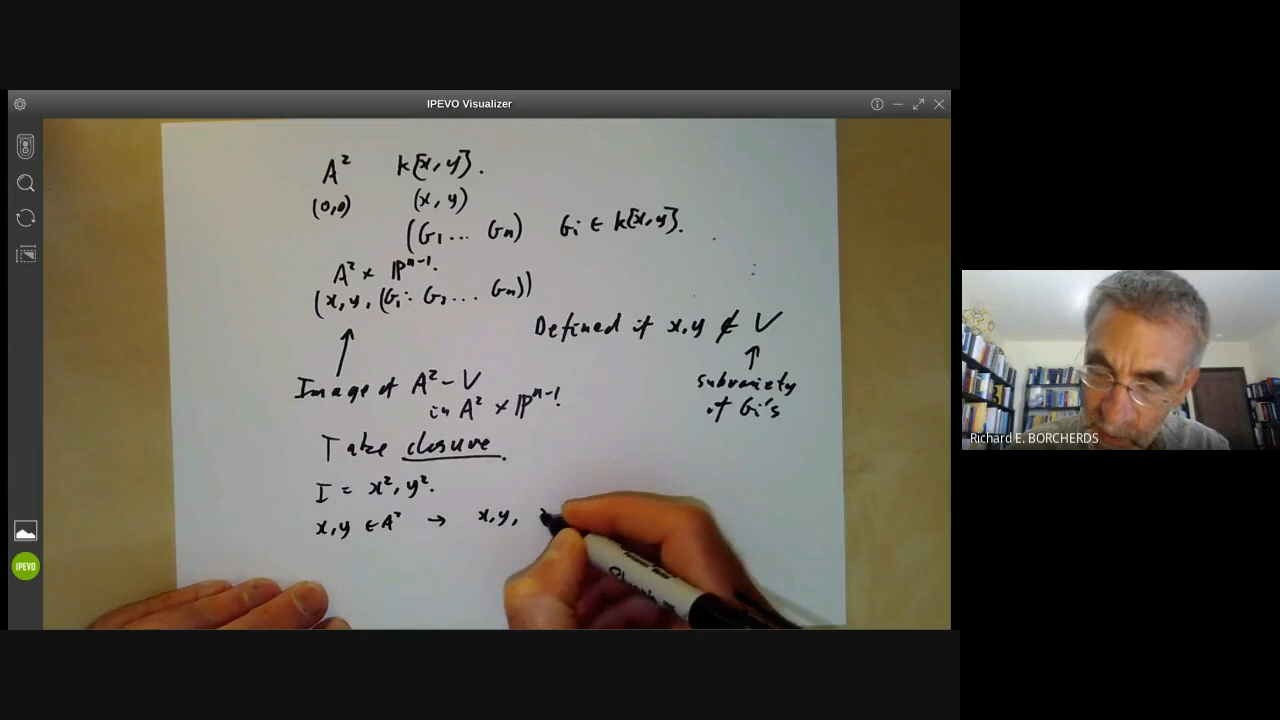 IPEVO Visualizer
A² k[x,y].
(0,0) (x,y)
(G₁... Gₙ) Gᵢ ∈ k[x,y].
A² × ℙⁿ⁻¹.
(x,y, (G₁: G₂... Gₙ))
Defined if x,y ∉ V
↑
subvariety
of Gᵢ's
Image of A² - V
in A² × ℙⁿ⁻¹.
Take closure.
I = x², y².
x,y ∈ A² → x,y,
IPEVO
Richard E. BORCHERDS